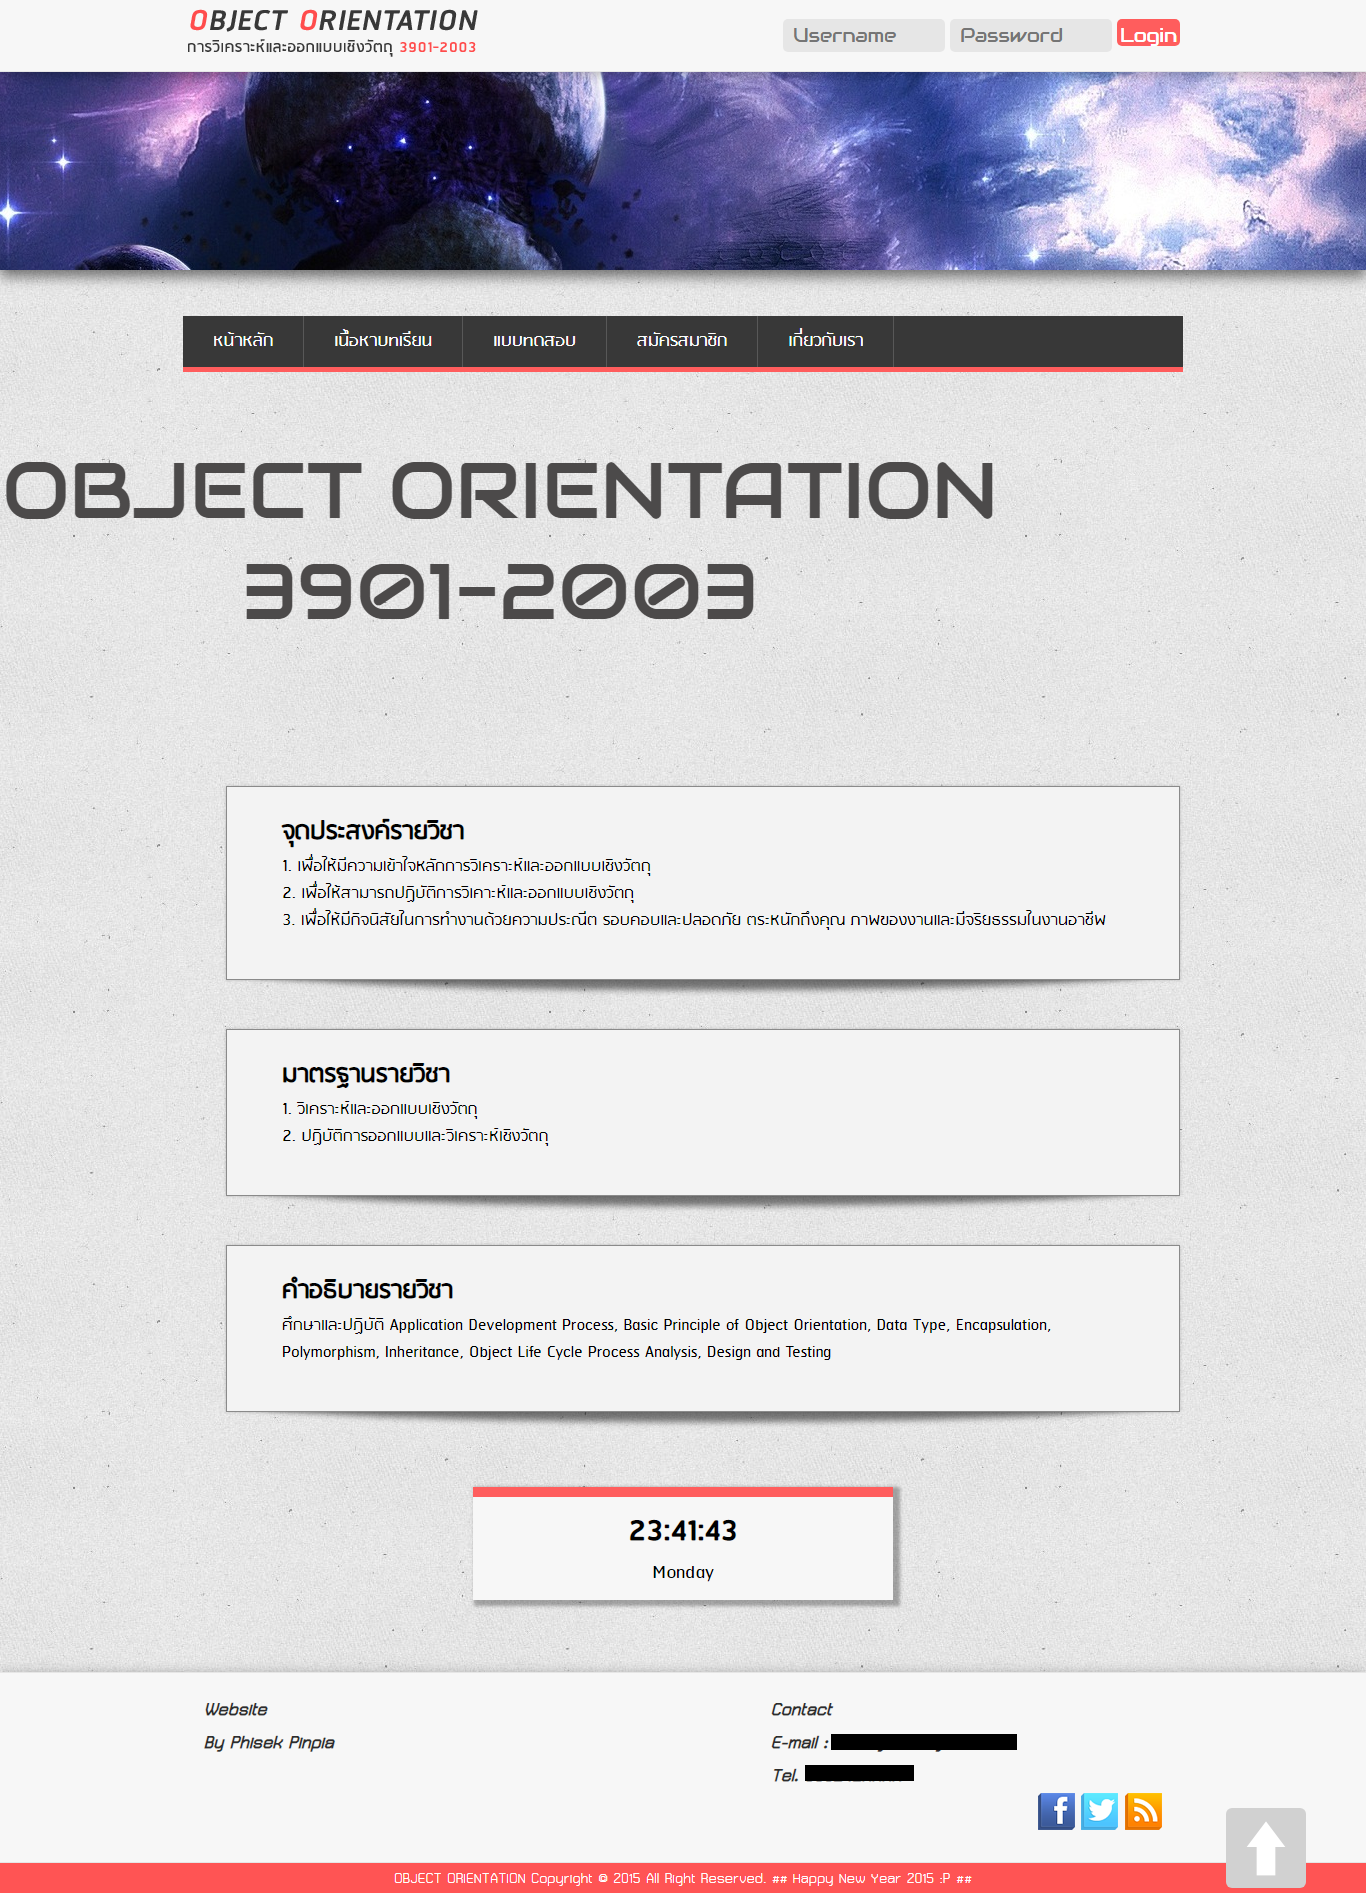 OBJECT ORIENTATION
การวิเคราะห์และออกแบบเชิงวัตถุ 3901-2003
Username Password Login
หน้าหลัก เนื้อหาบทเรียน แบบทดสอบ สมัครสมาชิก เกี่ยวกับเรา
OBJECT ORIENTATION
3901-2003
จุดประสงค์รายวิชา
1. เพื่อให้มีความเข้าใจหลักการวิเคราะห์และออกแบบเชิงวัตถุ
2. เพื่อให้สามารถปฏิบัติการวิเคาะห์และออกแบบเชิงวัตถุ
3. เพื่อให้มีกิจนิสัยในการทำงานด้วยความประณีต รอบคอบและปลอดภัย ตระหนักถึงคุณ ภาพของงานและมีจริยธรรมในงานอาชีพ
มาตรฐานรายวิชา
1. วิเคราะห์และออกแบบเชิงวัตถุ
2. ปฏิบัติการออกแบบและวิเคราะห์เชิงวัตถุ
คำอธิบายรายวิชา
ศึกษาและปฏิบัติ Application Development Process, Basic Principle of Object Orientation, Data Type, Encapsulation,
Polymorphism, Inheritance, Object Life Cycle Process Analysis, Design and Testing
23:41:43
Monday
Website
By Phisek Pinpia
Contact
E-mail :
Tel.
OBJECT ORIENTATION Copyright © 2015 All Right Reserved. ## Happy New Year 2015 :P ##